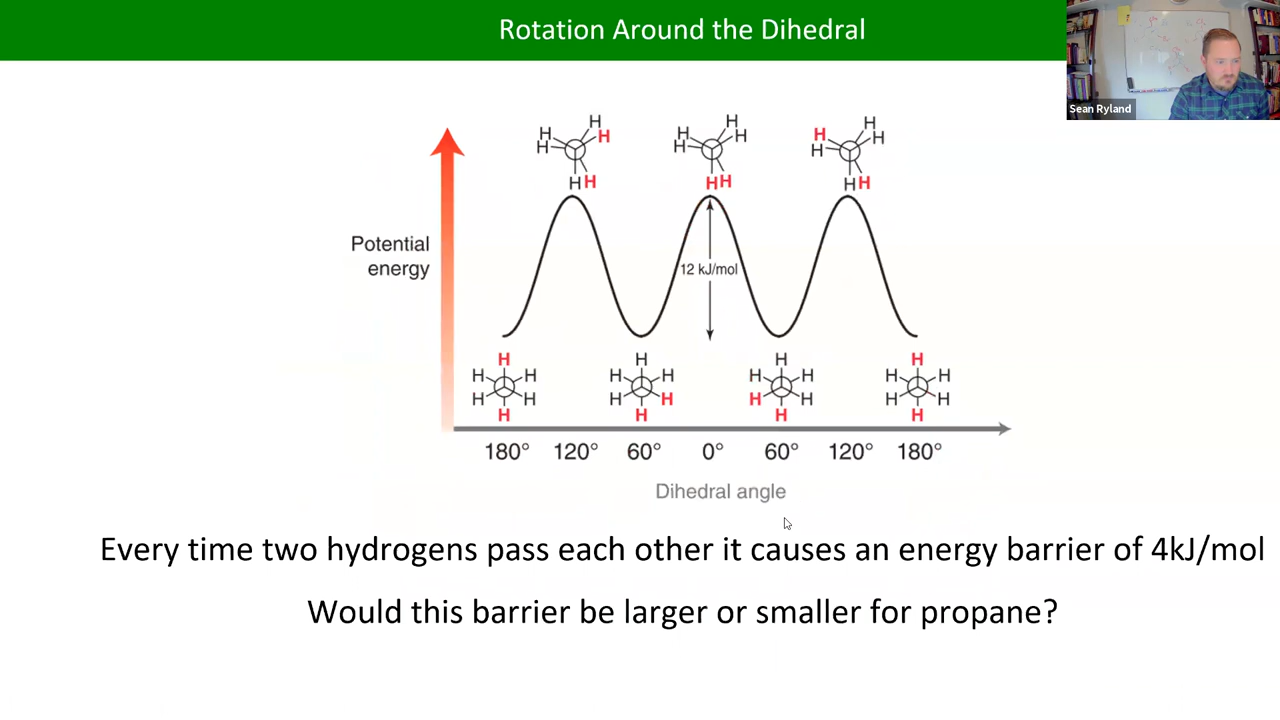 Rotation Around the Dihedral
Sean Ryland
H H H H H H
H H H H H H
H H H H H H
Potential
energy
12 kJ/mol
H H H H
H H H H H H H H
H H H H H H H H
H H H H
180° 120° 60° 0° 60° 120° 180°
Dihedral angle
Every time two hydrogens pass each other it causes an energy barrier of 4kJ/mol
Would this barrier be larger or smaller for propane?